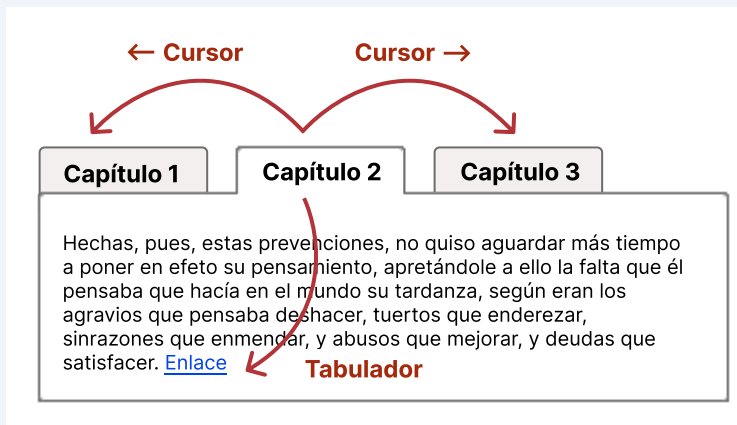 ← Cursor
Cursor →
Capítulo 1
Capítulo 2
Capítulo 3
Hechas, pues, estas prevenciones, no quiso aguardar más tiempo
a poner en efeto su pensamiento, apretándole a ello la falta que él
pensaba que hacía en el mundo su tardanza, según eran los
agravios que pensaba deshacer, tuertos que enderezar,
sinrazones que enmendar, y abusos que mejorar, y deudas que
satisfacer. Enlace
Tabulador